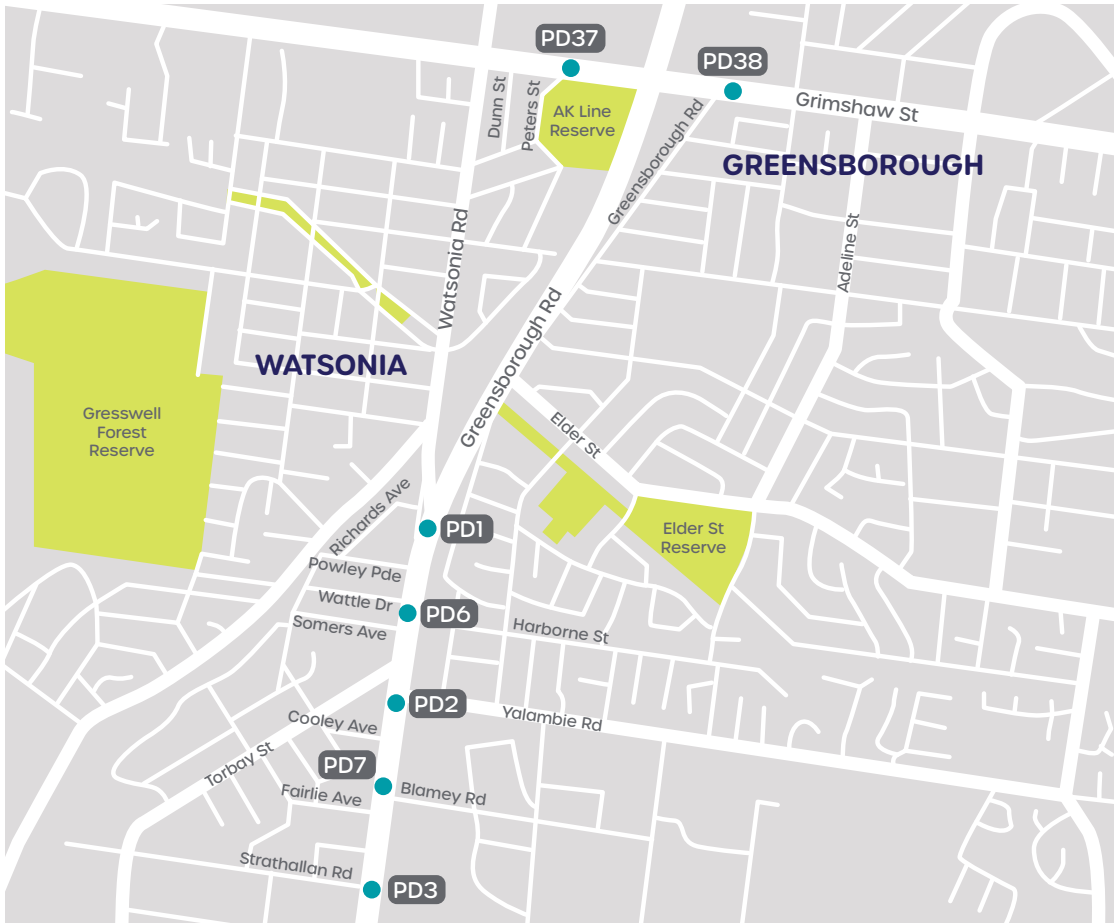 PD37
PD38
Dunn St
Peters St
AK Line
Reserve
Greensborough Rd
Grimshaw St
GREENSBOROUGH
Adeline St
Watsonia Rd
WATSONIA
Greensborough Rd
Gresswell
Forest
Reserve
Elder St
Richards Ave
PD1
Elder St
Reserve
Powley Pde
Wattle Dr
PD6
Somers Ave
Harborne St
PD2
Yalambie Rd
Cooley Ave
Torbay St
PD7
Fairlie Ave
Blamey Rd
Strathallan Rd
PD3